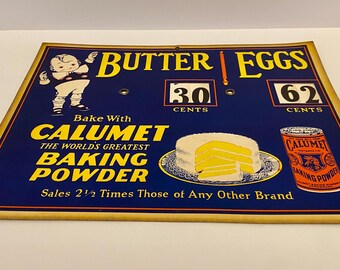 BUTTER EGGS
30 62
CENTS CENTS
Bake With
CALUMET
THE WORLD'S GREATEST
BAKING
POWDER
Sales 2½ Times Those of Any Other Brand
CALUMET
BAKING POWDER